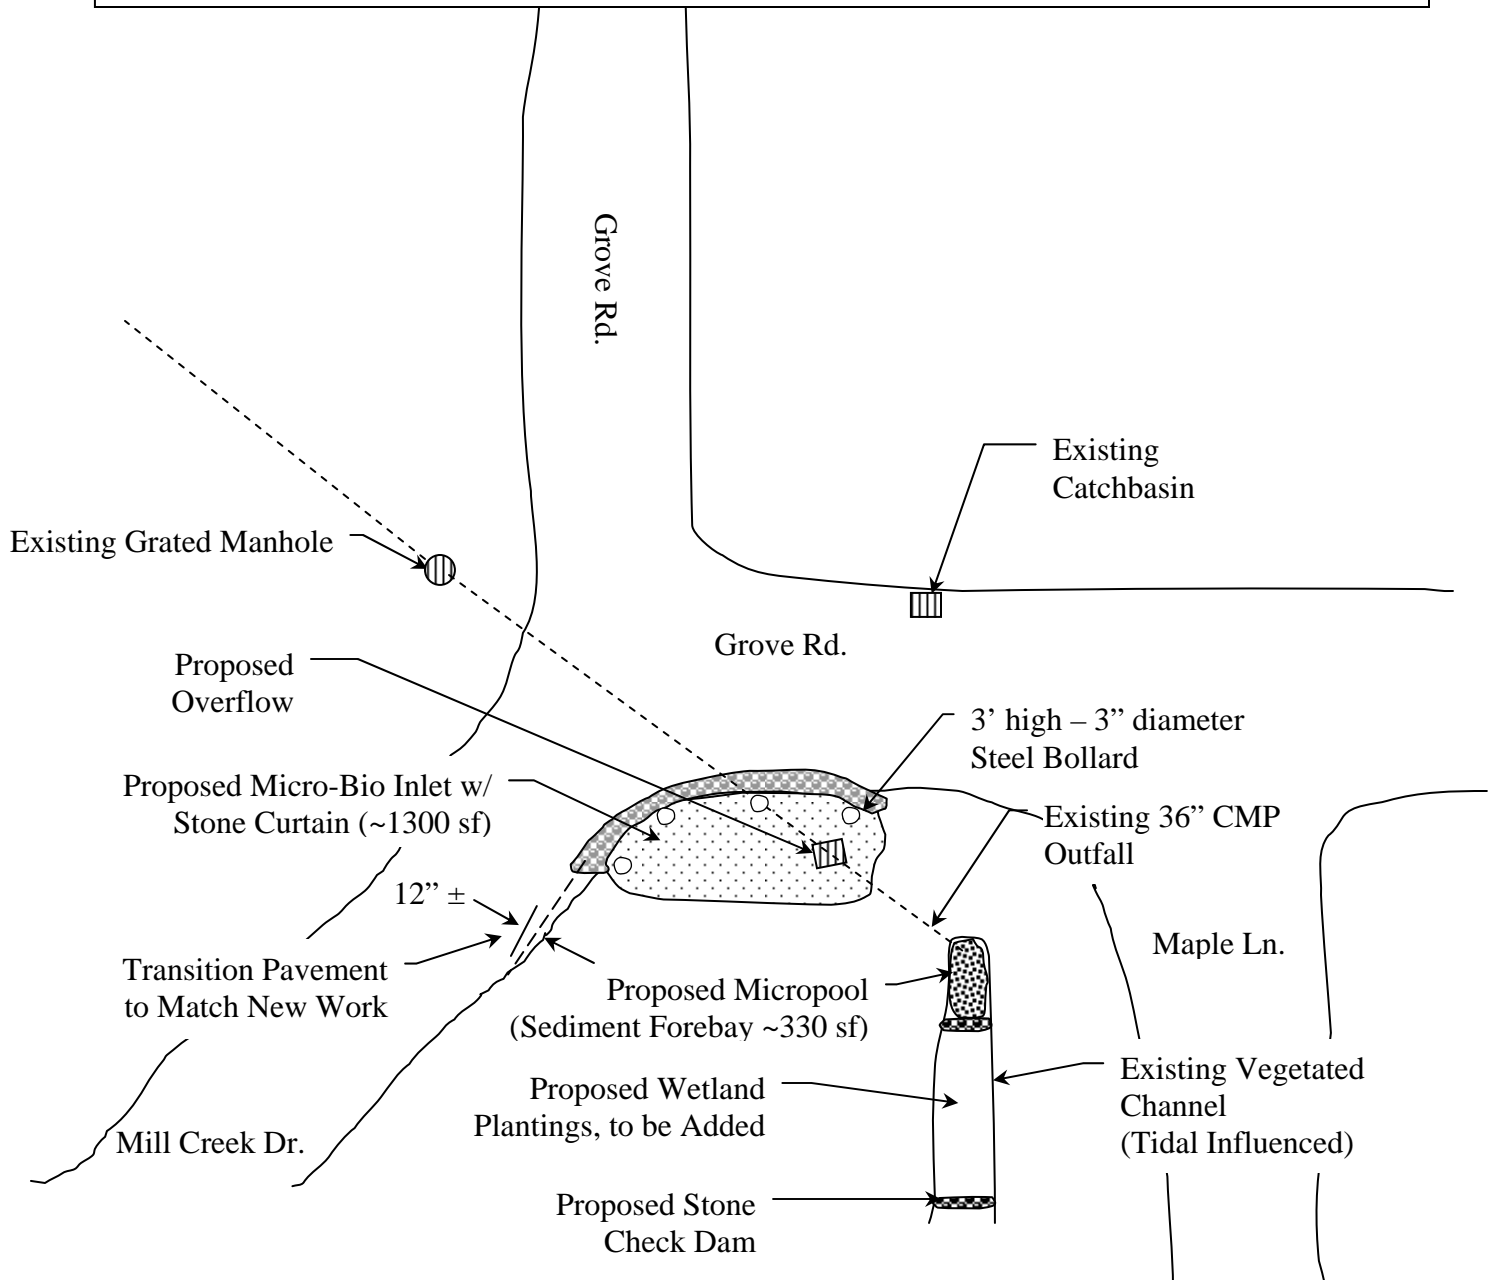 Grove Rd.
Existing
Catchbasin
Existing Grated Manhole
Grove Rd.
Proposed
Overflow
3’ high – 3” diameter
Steel Bollard
Proposed Micro-Bio Inlet w/
Stone Curtain (~1300 sf)
Existing 36” CMP
Outfall
12” ±
Maple Ln.
Transition Pavement
to Match New Work
Proposed Micropool
(Sediment Forebay ~330 sf)
Existing Vegetated
Channel
(Tidal Influenced)
Proposed Wetland
Plantings, to be Added
Mill Creek Dr.
Proposed Stone
Check Dam